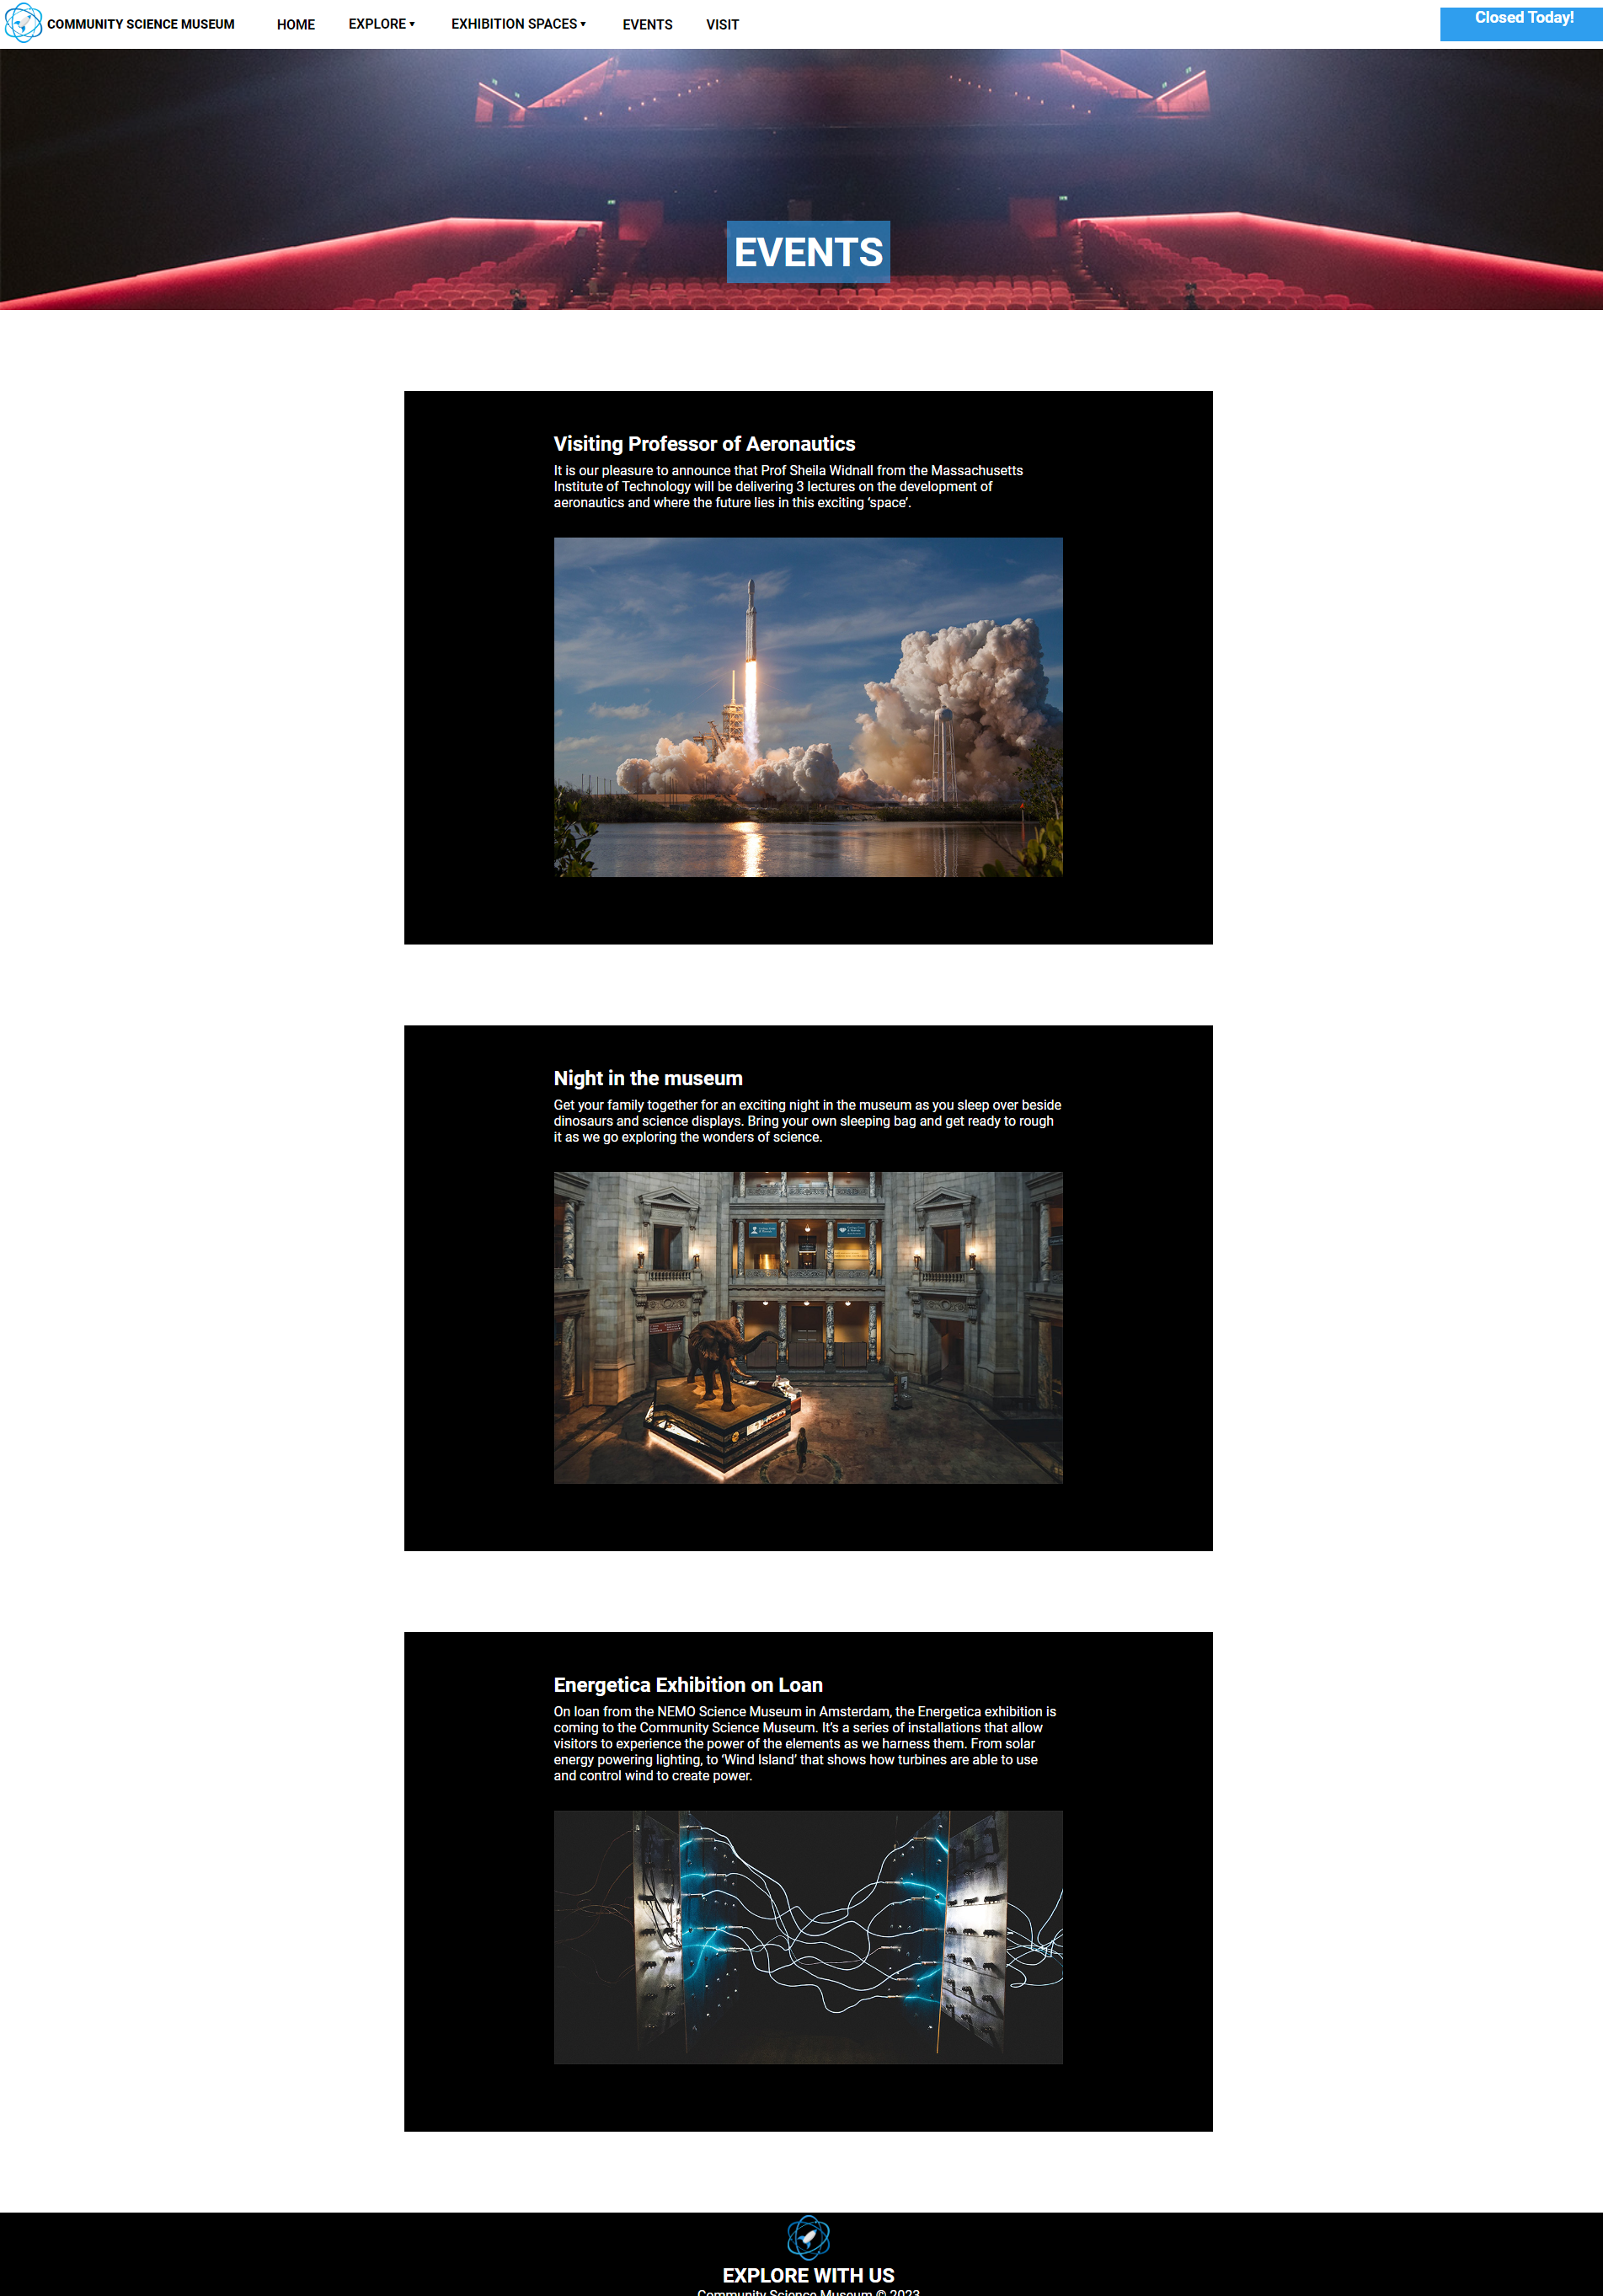 COMMUNITY SCIENCE MUSEUM
HOME
EXPLORE ▾
EXHIBITION SPACES ▾
EVENTS
VISIT
Closed Today!
EVENTS
Visiting Professor of Aeronautics
It is our pleasure to announce that Prof Sheila Widnall from the Massachusetts
Institute of Technology will be delivering 3 lectures on the development of
aeronautics and where the future lies in this exciting ‘space’.
Night in the museum
Get your family together for an exciting night in the museum as you sleep over beside
dinosaurs and science displays. Bring your own sleeping bag and get ready to rough
it as we go exploring the wonders of science.
Energetica Exhibition on Loan
On loan from the NEMO Science Museum in Amsterdam, the Energetica exhibition is
coming to the Community Science Museum. It’s a series of installations that allow
visitors to experience the power of the elements as we harness them. From solar
energy powering lighting, to ‘Wind Island’ that shows how turbines are able to use
and control wind to create power.
EXPLORE WITH US
Community Science Museum © 2023